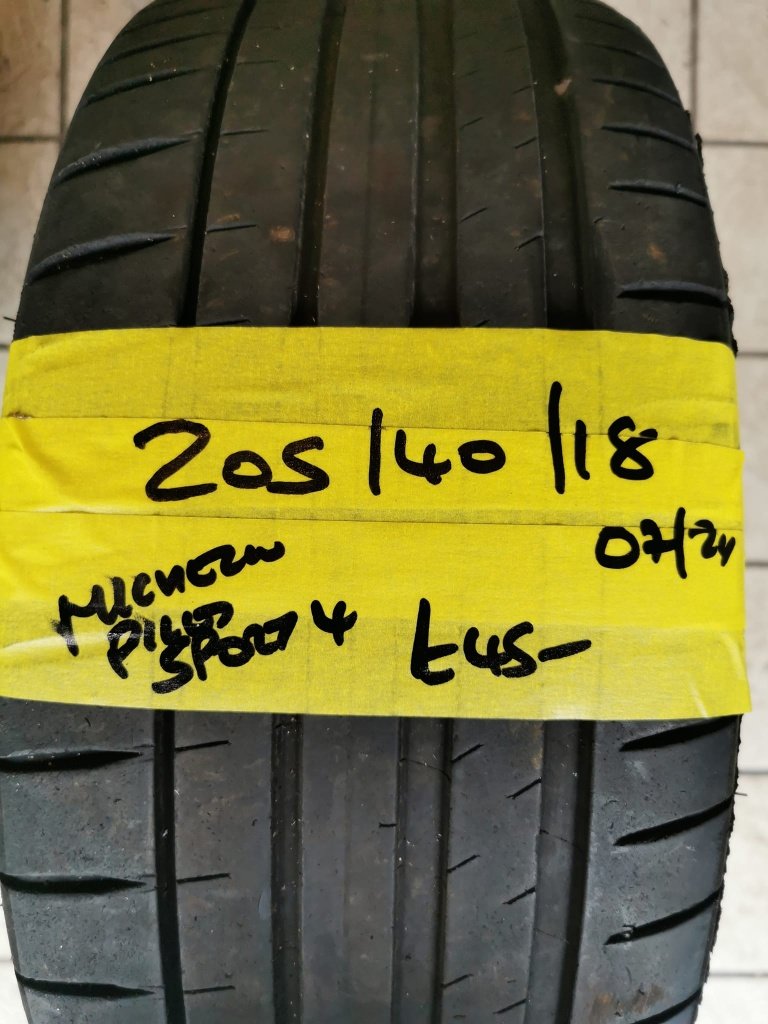 205/40/18
07/24
MICHELIN
PILOT
SPORT 4
£45-